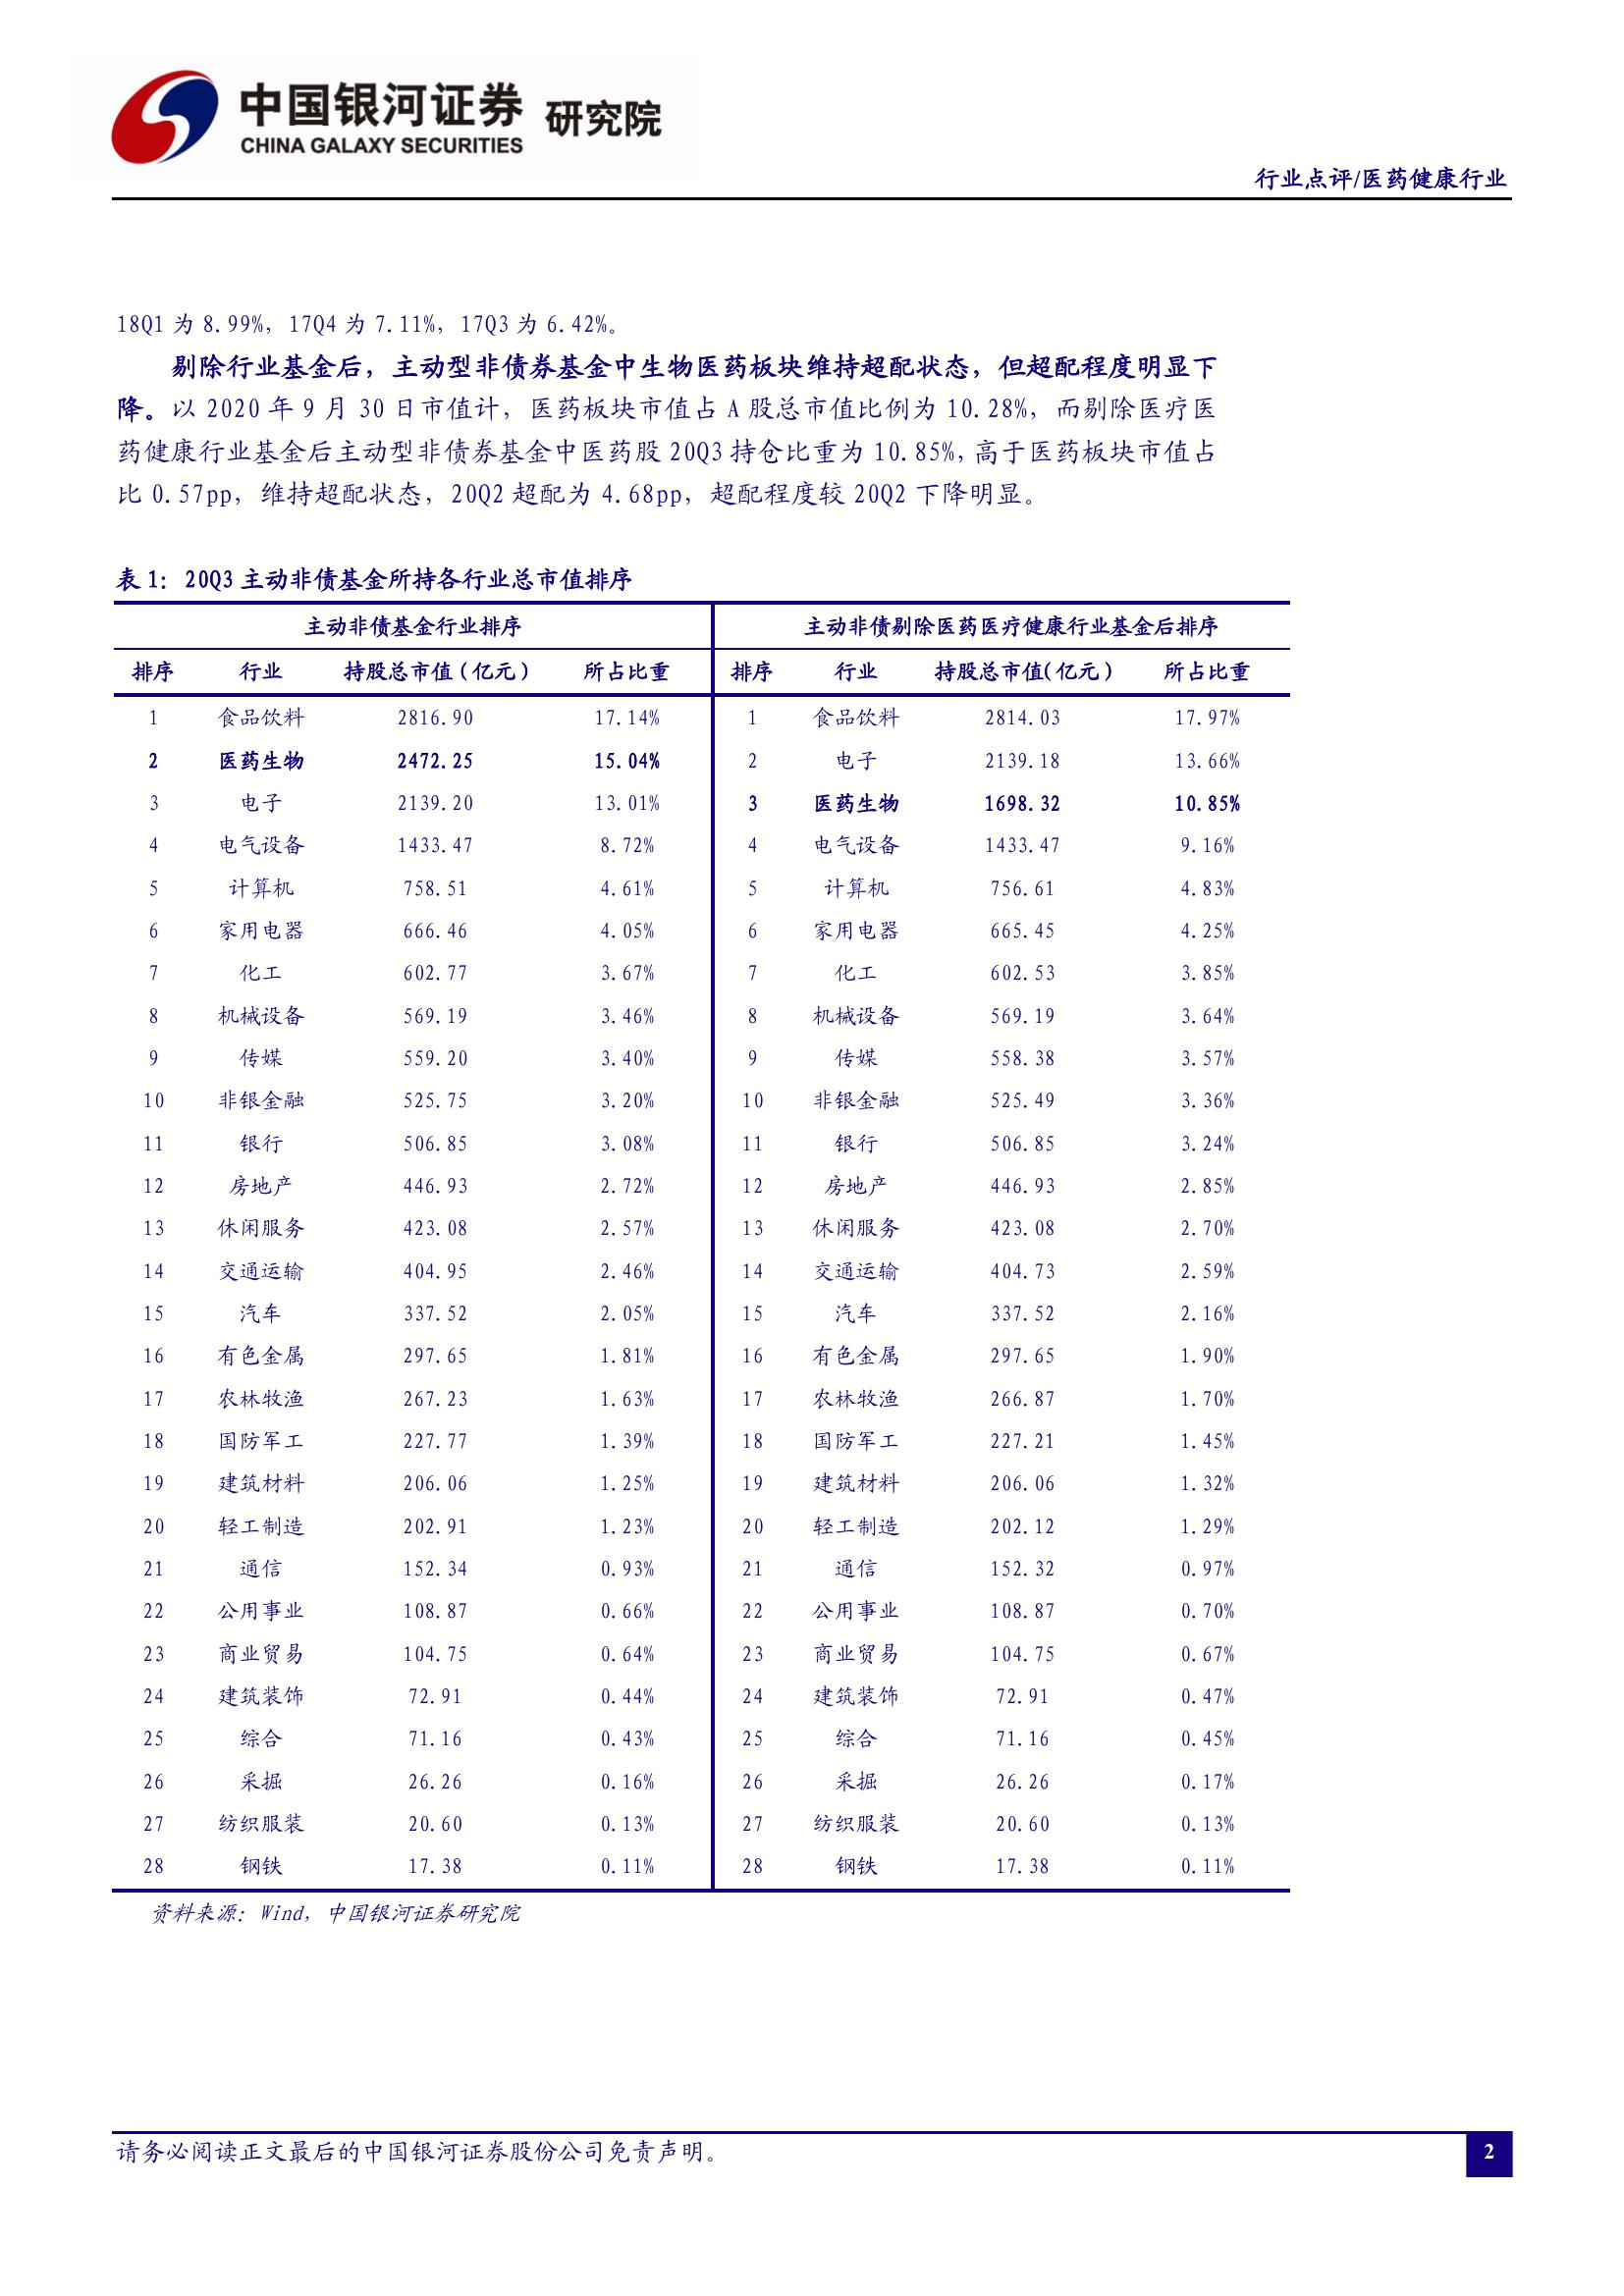 中国银河证券 研究院
CHINA GALAXY SECURITIES
行业点评/医药健康行业
18Q1 为 8.99%，17Q4 为 7.11%，17Q3 为 6.42%。
剔除行业基金后，主动型非债券基金中生物医药板块维持超配状态，但超配程度明显下
降。以 2020 年 9 月 30 日市值计，医药板块市值占 A 股总市值比例为 10.28%，而剔除医疗医
药健康行业基金后主动型非债券基金中医药股 20Q3 持仓比重为 10.85%，高于医药板块市值占
比 0.57pp，维持超配状态，20Q2 超配为 4.68pp，超配程度较 20Q2 下降明显。
表 1：20Q3 主动非债基金所持各行业总市值排序
主动非债基金行业排序 主动非债剔除医药医疗健康行业基金后排序
排序 行业 持股总市值（亿元） 所占比重 排序 行业 持股总市值(亿元) 所占比重
1 食品饮料 2816.90 17.14% 1 食品饮料 2814.03 17.97%
2 医药生物 2472.25 15.04% 2 电子 2139.18 13.66%
3 电子 2139.20 13.01% 3 医药生物 1698.32 10.85%
4 电气设备 1433.47 8.72% 4 电气设备 1433.47 9.16%
5 计算机 758.51 4.61% 5 计算机 756.61 4.83%
6 家用电器 666.46 4.05% 6 家用电器 665.45 4.25%
7 化工 602.77 3.67% 7 化工 602.53 3.85%
8 机械设备 569.19 3.46% 8 机械设备 569.19 3.64%
9 传媒 559.20 3.40% 9 传媒 558.38 3.57%
10 非银金融 525.75 3.20% 10 非银金融 525.49 3.36%
11 银行 506.85 3.08% 11 银行 506.85 3.24%
12 房地产 446.93 2.72% 12 房地产 446.93 2.85%
13 休闲服务 423.08 2.57% 13 休闲服务 423.08 2.70%
14 交通运输 404.95 2.46% 14 交通运输 404.73 2.59%
15 汽车 337.52 2.05% 15 汽车 337.52 2.16%
16 有色金属 297.65 1.81% 16 有色金属 297.65 1.90%
17 农林牧渔 267.23 1.63% 17 农林牧渔 266.87 1.70%
18 国防军工 227.77 1.39% 18 国防军工 227.21 1.45%
19 建筑材料 206.06 1.25% 19 建筑材料 206.06 1.32%
20 轻工制造 202.91 1.23% 20 轻工制造 202.12 1.29%
21 通信 152.34 0.93% 21 通信 152.32 0.97%
22 公用事业 108.87 0.66% 22 公用事业 108.87 0.70%
23 商业贸易 104.75 0.64% 23 商业贸易 104.75 0.67%
24 建筑装饰 72.91 0.44% 24 建筑装饰 72.91 0.47%
25 综合 71.16 0.43% 25 综合 71.16 0.45%
26 采掘 26.26 0.16% 26 采掘 26.26 0.17%
27 纺织服装 20.60 0.13% 27 纺织服装 20.60 0.13%
28 钢铁 17.38 0.11% 28 钢铁 17.38 0.11%
资料来源：Wind，中国银河证券研究院
请务必阅读正文最后的中国银河证券股份公司免责声明。
2